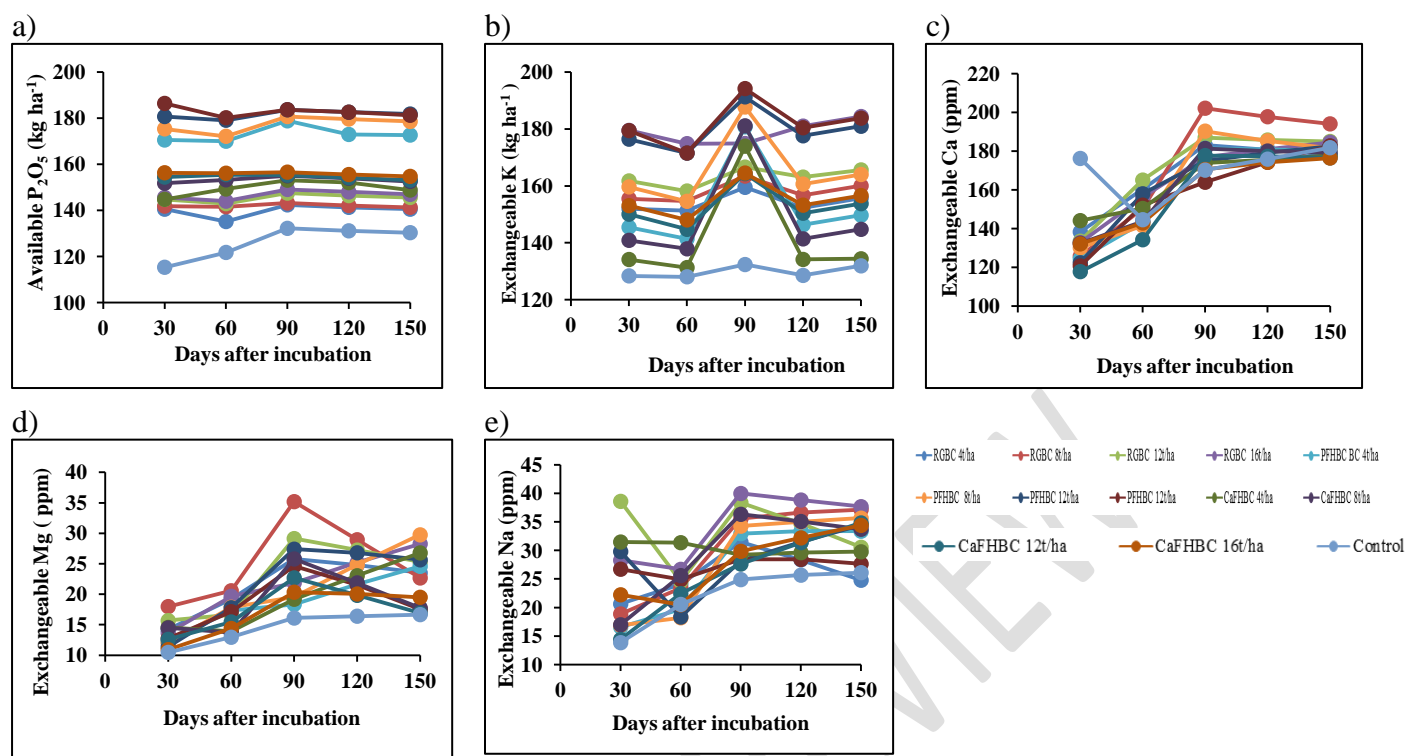 a)
200
180
160
140
120
100
0 30 60 90 120 150
Available P₂O₅ (kg ha⁻¹)
Days after incubation
b)
200
180
160
140
120
0 30 60 90 120 150
Exchangeable K (kg ha⁻¹ )
Days after incubation
c)
220
200
180
160
140
120
100
0 30 60 90 120 150
Exchangeable Ca (ppm)
Days after incubation
d)
40
35
30
25
20
15
10
0 30 60 90 120 150
Exchangeable Mg ( ppm)
Days after incubation
e)
45
40
35
30
25
20
15
10
0 30 60 90 120 150
Exchangeable Na (ppm)
Days after incubation
RGBC 4t/ha RGBC 8t/ha RGBC 12t/ha RGBC 16t/ha PFHBC BC 4t/ha
PFHBC 8t/ha PFHBC 12t/ha PFHBC 12t/ha CaFHBC 4t/ha CaFHBC 8t/ha
CaFHBC 12t/ha CaFHBC 16t/ha Control
VIEW